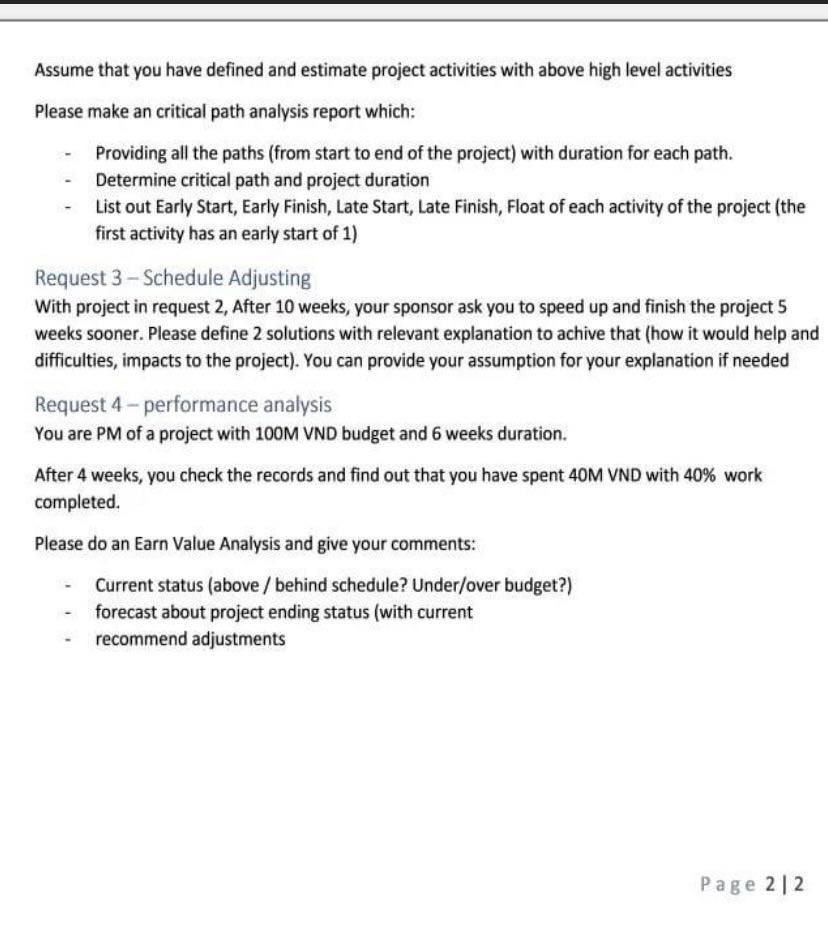 Assume that you have defined and estimate project activities with above high level activities
Please make an critical path analysis report which:
- Providing all the paths (from start to end of the project) with duration for each path.
- Determine critical path and project duration
- List out Early Start, Early Finish, Late Start, Late Finish, Float of each activity of the project (the
first activity has an early start of 1)
Request 3 – Schedule Adjusting
With project in request 2, After 10 weeks, your sponsor ask you to speed up and finish the project 5
weeks sooner. Please define 2 solutions with relevant explanation to achive that (how it would help and
difficulties, impacts to the project). You can provide your assumption for your explanation if needed
Request 4 – performance analysis
You are PM of a project with 100M VND budget and 6 weeks duration.
After 4 weeks, you check the records and find out that you have spent 40M VND with 40% work
completed.
Please do an Earn Value Analysis and give your comments:
- Current status (above / behind schedule? Under/over budget?)
- forecast about project ending status (with current
- recommend adjustments
Page 2 | 2